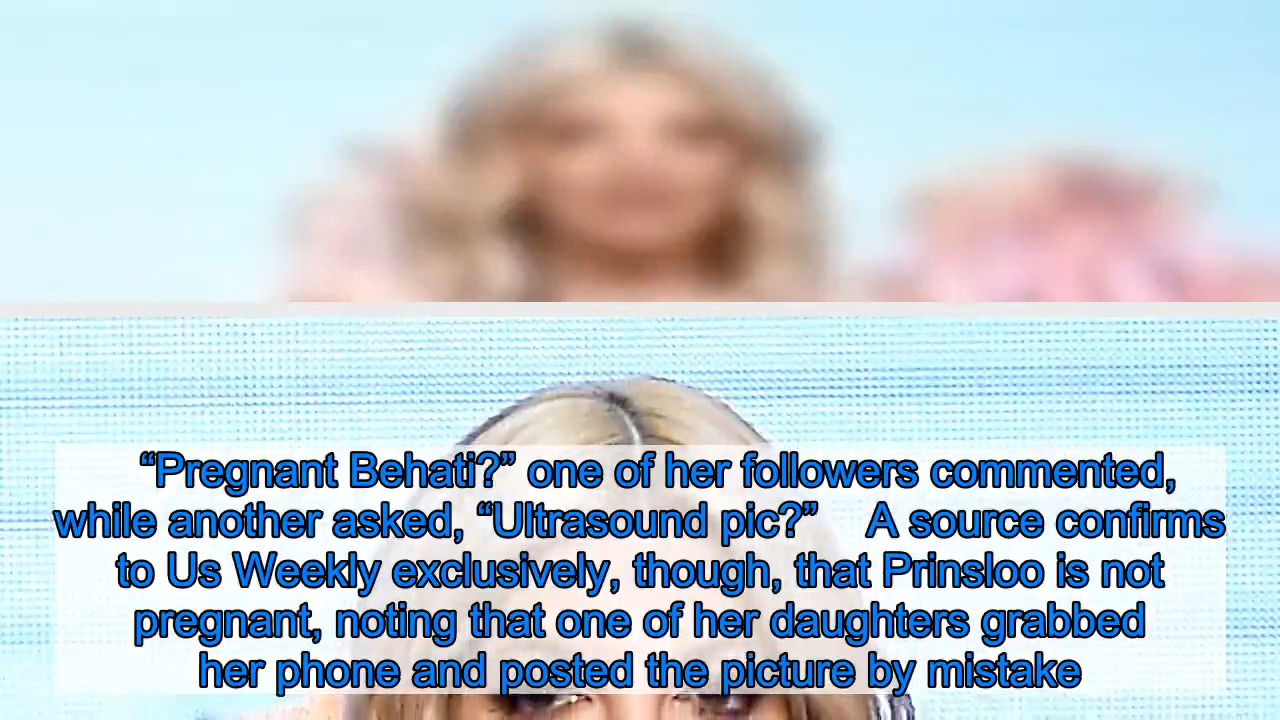 “Pregnant Behati?” one of her followers commented,
while another asked, “Ultrasound pic?” A source confirms
to Us Weekly exclusively, though, that Prinsloo is not
pregnant, noting that one of her daughters grabbed
her phone and posted the picture by mistake